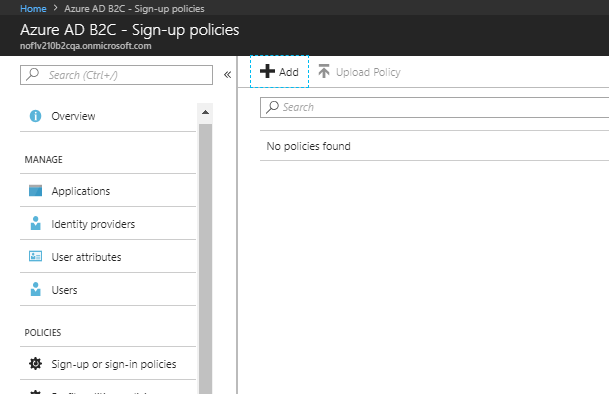 Home > Azure AD B2C - Sign-up policies
Azure AD B2C - Sign-up policies
noflv210b2cqa.onmicrosoft.com
Search (Ctrl+/)
«
Add
Upload Policy
Search
No policies found
Overview
MANAGE
Applications
Identity providers
User attributes
Users
POLICIES
Sign-up or sign-in policies